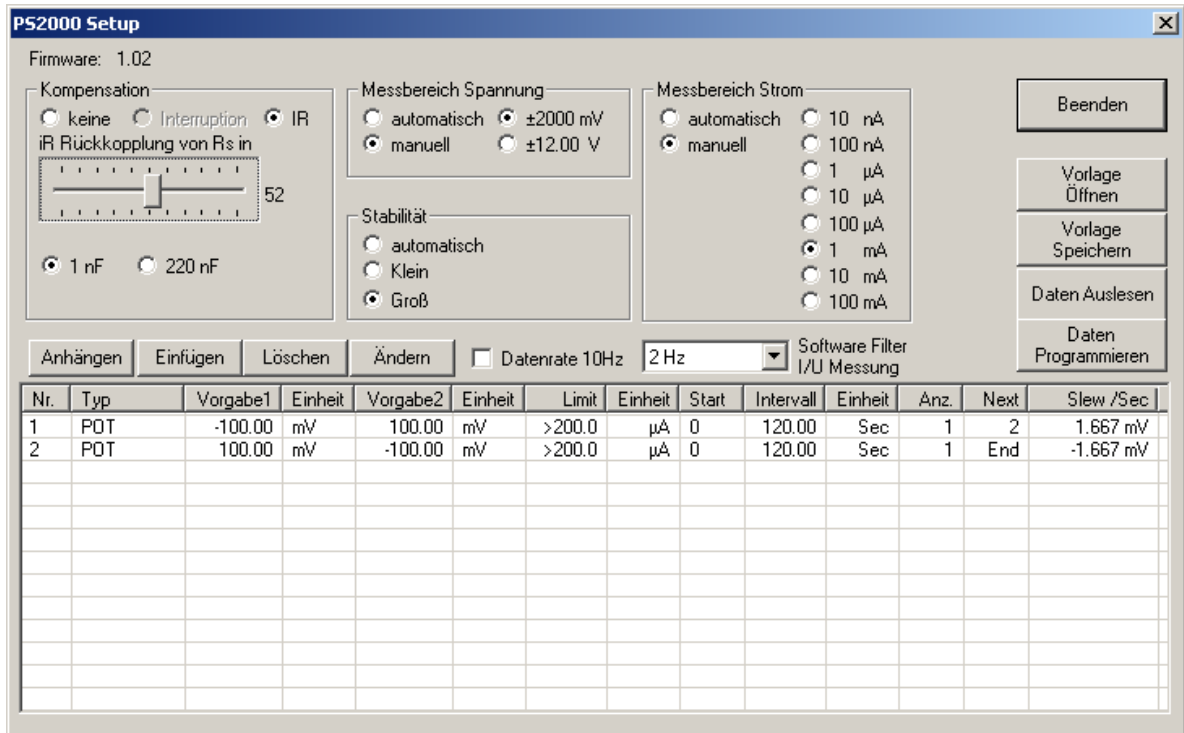 PS2000 Setup
Firmware: 1.02
Kompensation
keine Interruption IR
iR Rückkopplung von Rs in
52
1 nF 220 nF
Messbereich Spannung
automatisch ±2000 mV
manuell ±12.00 V
Stabilität
automatisch
Klein
Groß
Messbereich Strom
automatisch 10 nA
manuell 100 nA
1 µA
10 µA
100 µA
1 mA
10 mA
100 mA
Beenden
Vorlage
Öffnen
Vorlage
Speichern
Daten Auslesen
Daten
Programmieren
Anhängen Einfügen Löschen Ändern Datenrate 10Hz 2 Hz Software Filter
I/U Messung
Nr. Typ Vorgabe1 Einheit Vorgabe2 Einheit Limit Einheit Start Intervall Einheit Anz. Next Slew /Sec
1 POT -100.00 mV 100.00 mV >200.0 µA 0 120.00 Sec 1 2 1.667 mV
2 POT 100.00 mV -100.00 mV >200.0 µA 0 120.00 Sec 1 End -1.667 mV